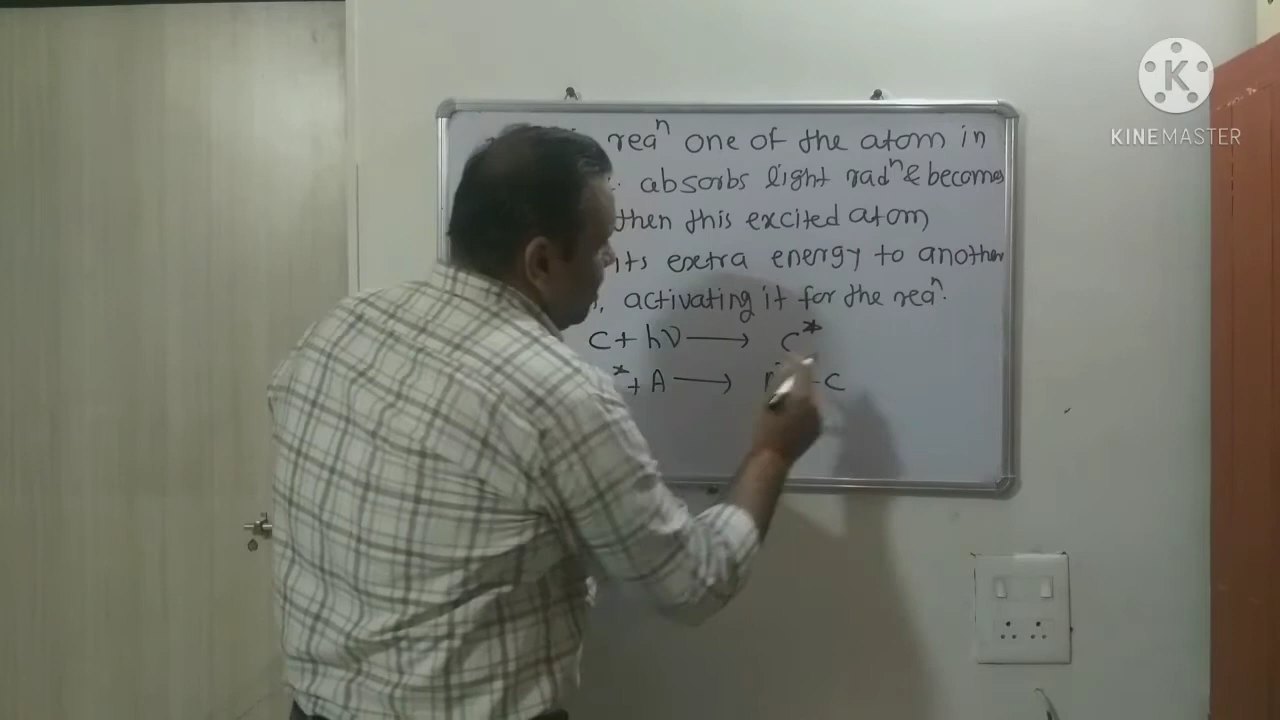 reaⁿ one of the atom in
absorbs light radⁿ & becomes
then this excited atom
its extra energy to another
activating it for the reaⁿ.
C + hν ⟶ C*
* + A ⟶ + C
K
KINEMASTER